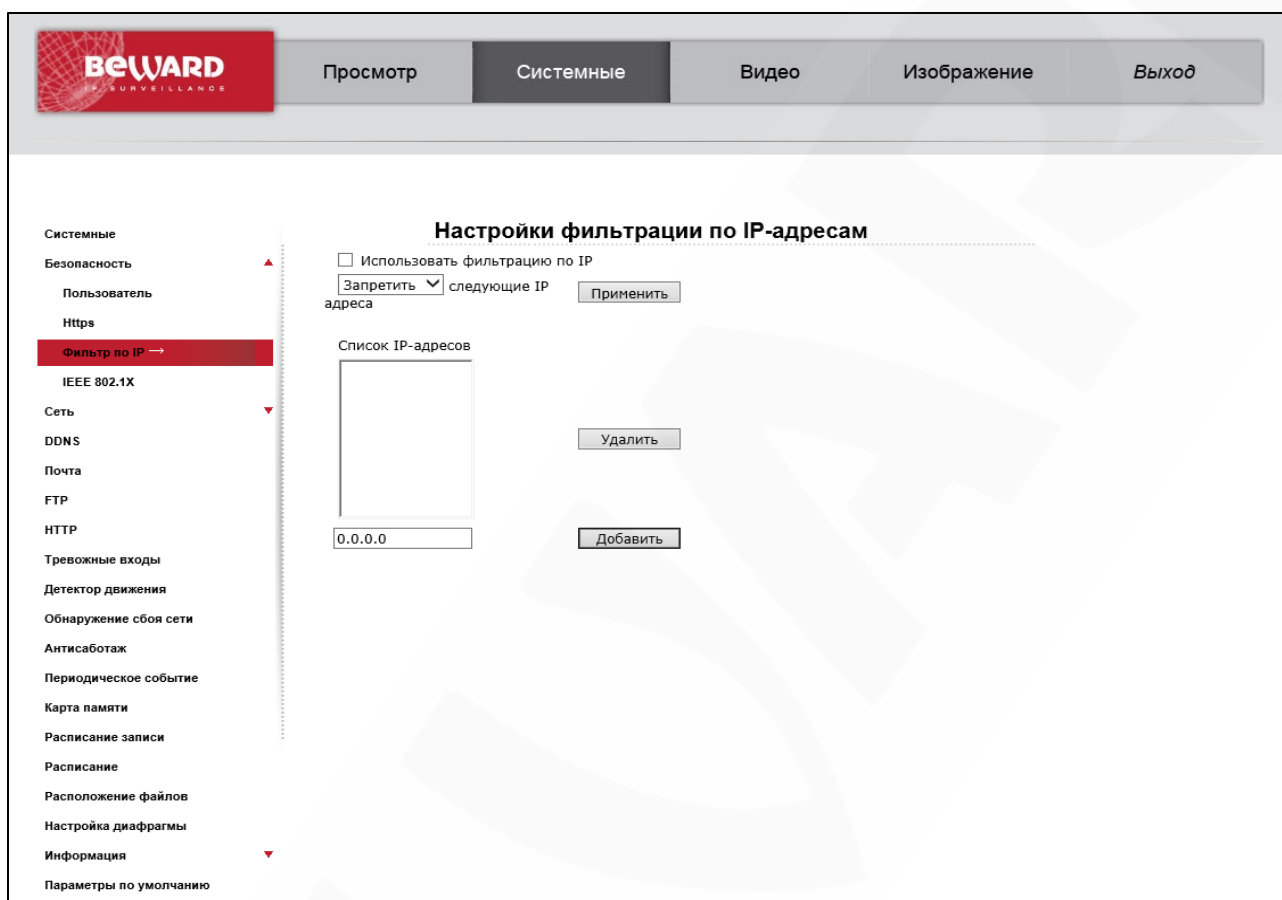 BEWARD
IP SURVEILLANCE
Просмотр
Системные
Видео
Изображение
Выход
Системные
Безопасность
Пользователь
Https
Фильтр по IP →
IEEE 802.1X
Сеть
DDNS
Почта
FTP
HTTP
Тревожные входы
Детектор движения
Обнаружение сбоя сети
Антисаботаж
Периодическое событие
Карта памяти
Расписание записи
Расписание
Расположение файлов
Настройка диафрагмы
Информация
Параметры по умолчанию
Настройки фильтрации по IP-адресам
Использовать фильтрацию по IP
Запретить следующие IP
адреса
Применить
Список IP-адресов
Удалить
0.0.0.0
Добавить